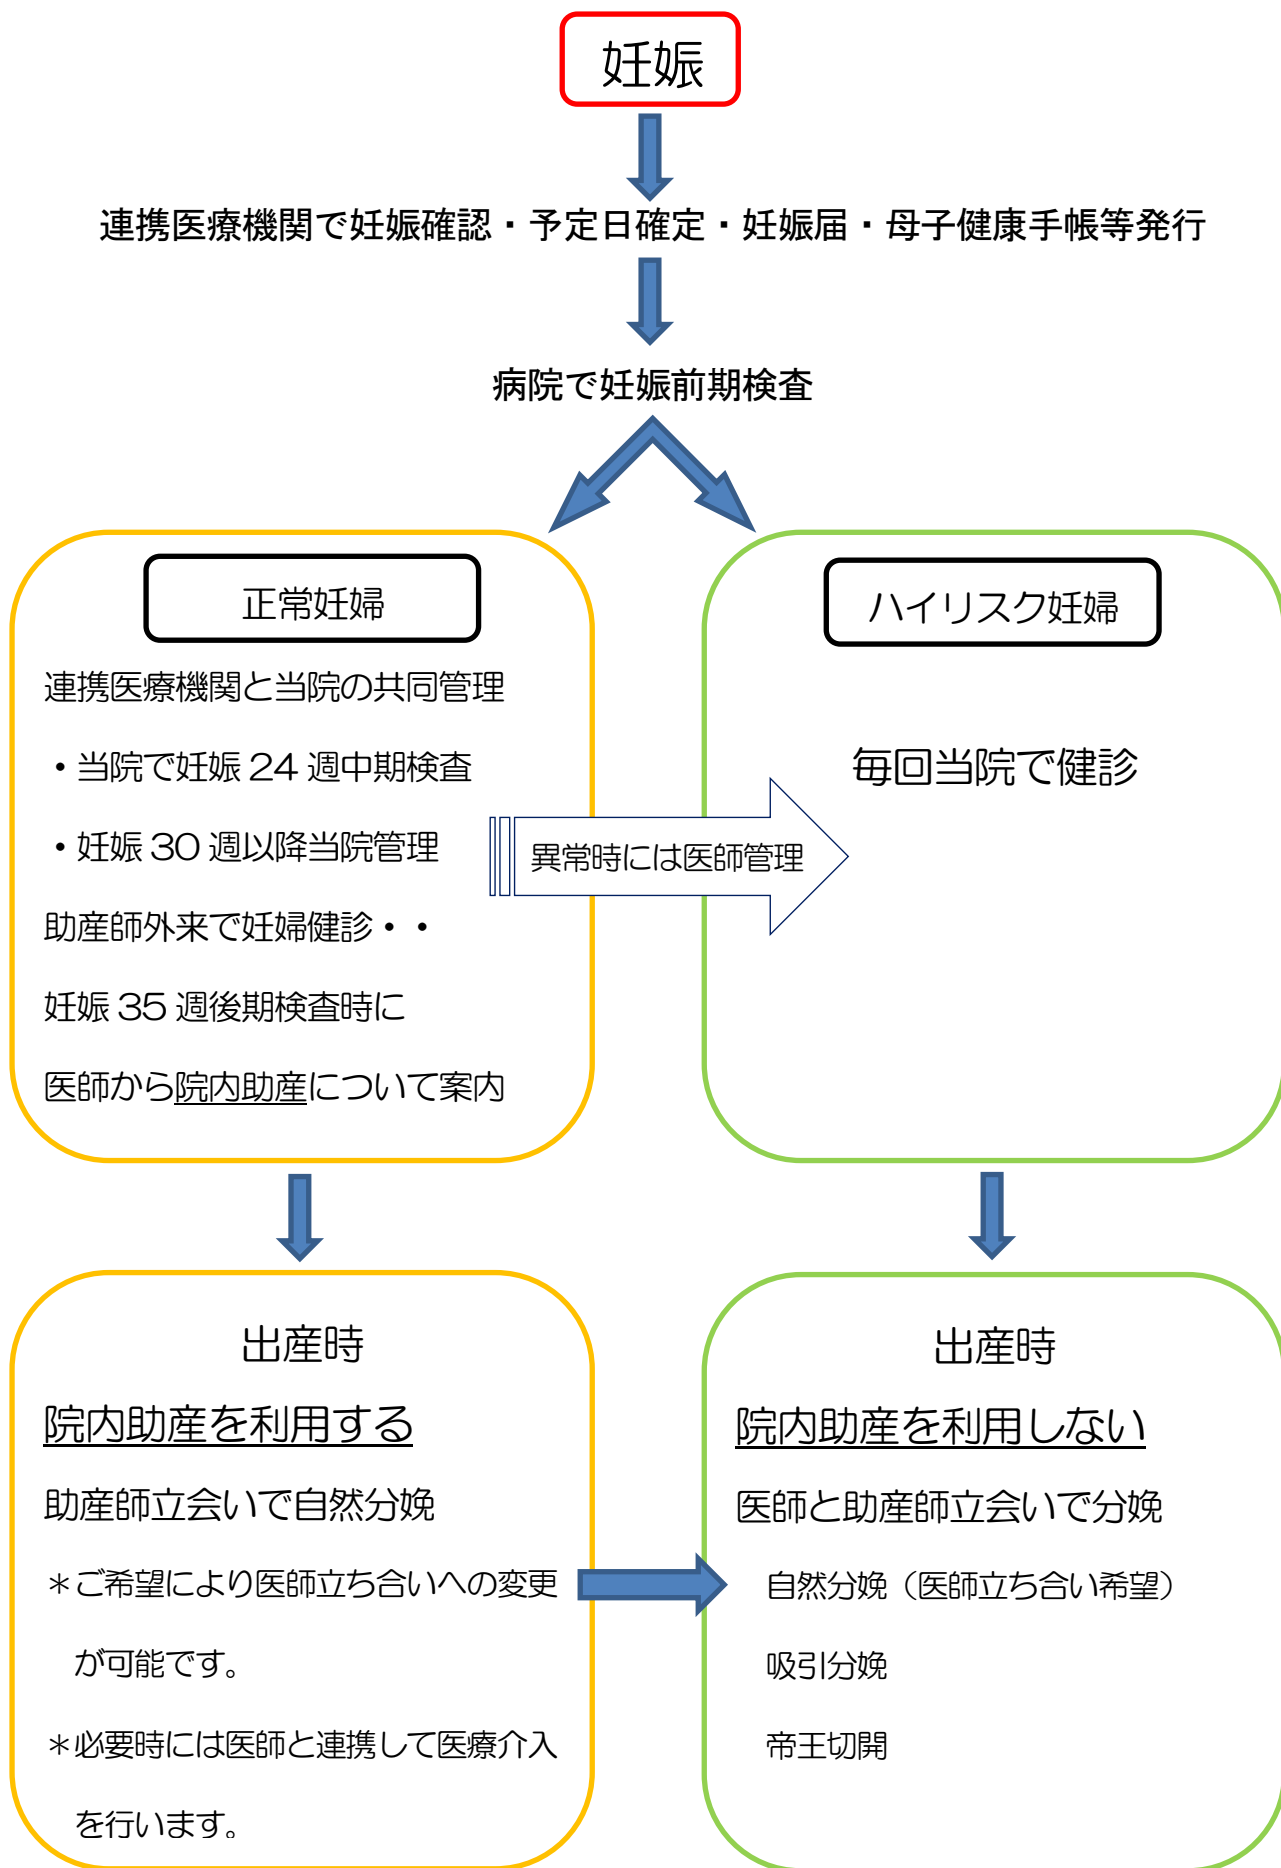 妊娠
連携医療機関で妊娠確認・予定日確定・妊娠届・母子健康手帳等発行
病院で妊娠前期検査
正常妊婦
連携医療機関と当院の共同管理
・当院で妊娠 24 週中期検査
・妊娠 30 週以降当院管理
助産師外来で妊婦健診・・
妊娠 35 週後期検査時に
医師から院内助産について案内
異常時には医師管理
ハイリスク妊婦
毎回当院で健診
出産時
院内助産を利用する
助産師立会いで自然分娩
＊ご希望により医師立ち合いへの変更
が可能です。
＊必要時には医師と連携して医療介入
を行います。
出産時
院内助産を利用しない
医師と助産師立会いで分娩
自然分娩（医師立ち合い希望）
吸引分娩
帝王切開